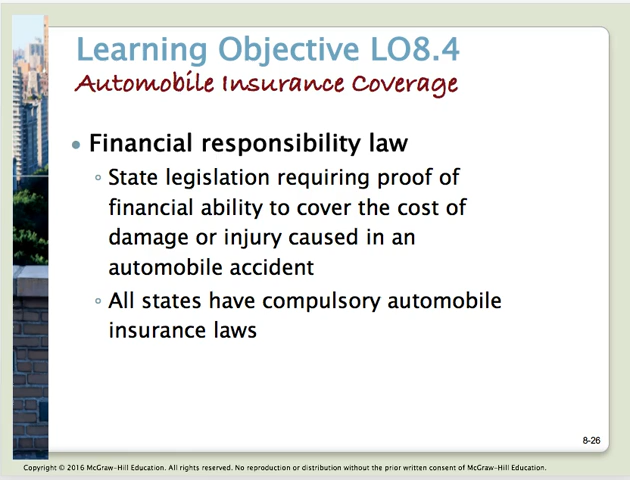 Learning Objective LO8.4
Automobile Insurance Coverage
• Financial responsibility law
◦ State legislation requiring proof of
financial ability to cover the cost of
damage or injury caused in an
automobile accident
◦ All states have compulsory automobile
insurance laws
8-26
Copyright © 2016 McGraw-Hill Education. All rights reserved. No reproduction or distribution without the prior written consent of McGraw-Hill Education.